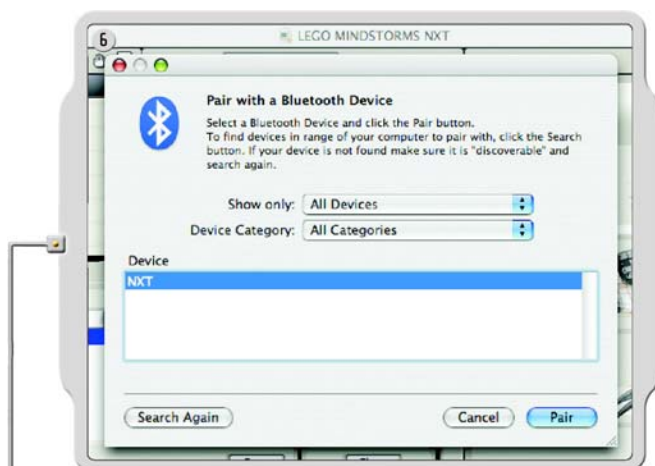 6
LEGO MINDSTORMS NXT
Pair with a Bluetooth Device
Select a Bluetooth Device and click the Pair button.
To find devices in range of your computer to pair with, click the Search
button. If your device is not found make sure it is "discoverable" and
search again.
Show only: All Devices
Device Category: All Categories
Device
NXT
Search Again Cancel Pair